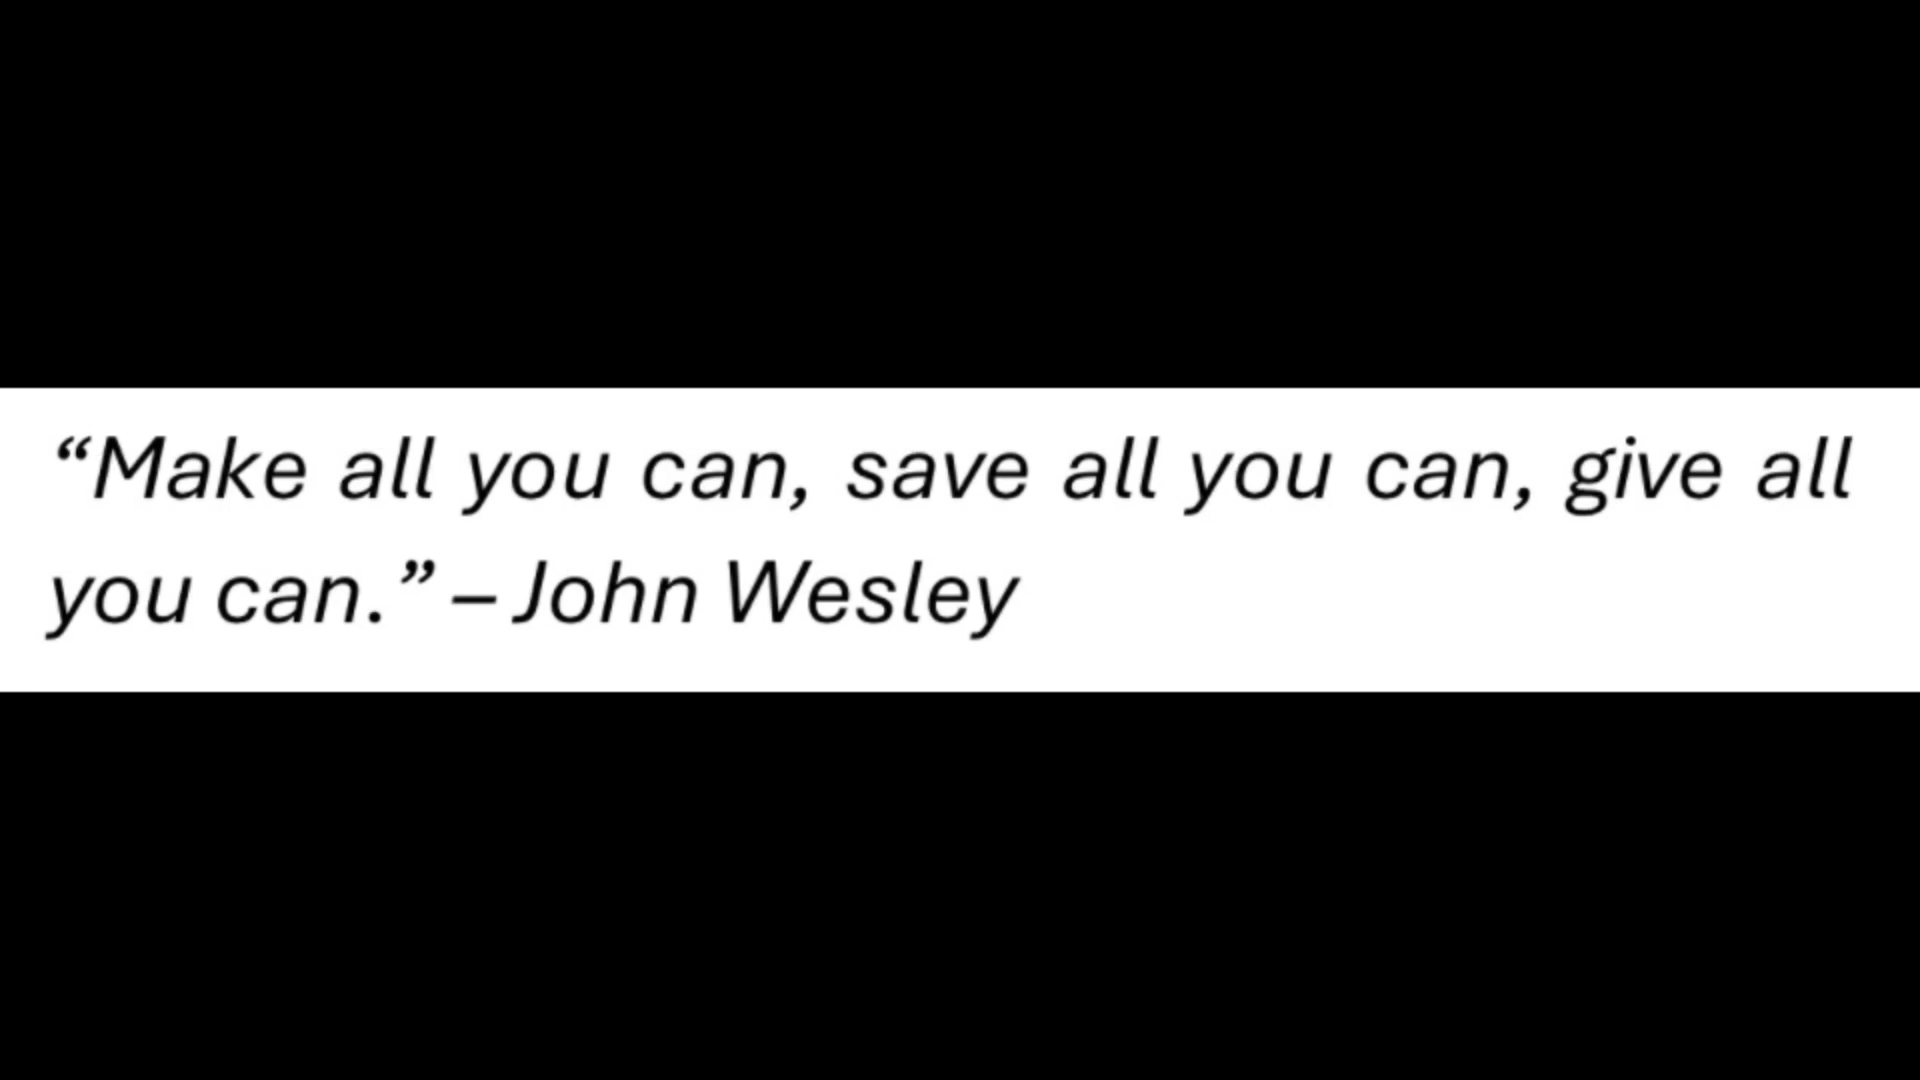 “Make all you can, save all you can, give all
you can.” – John Wesley